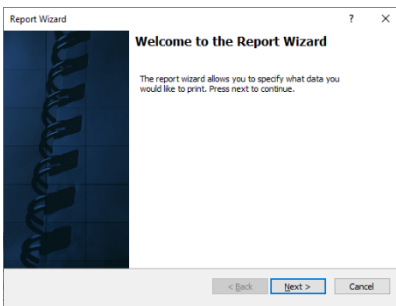 Report Wizard ? ×
Welcome to the Report Wizard
The report wizard allows you to specify what data you
would like to print. Press next to continue.
< Back Next > Cancel